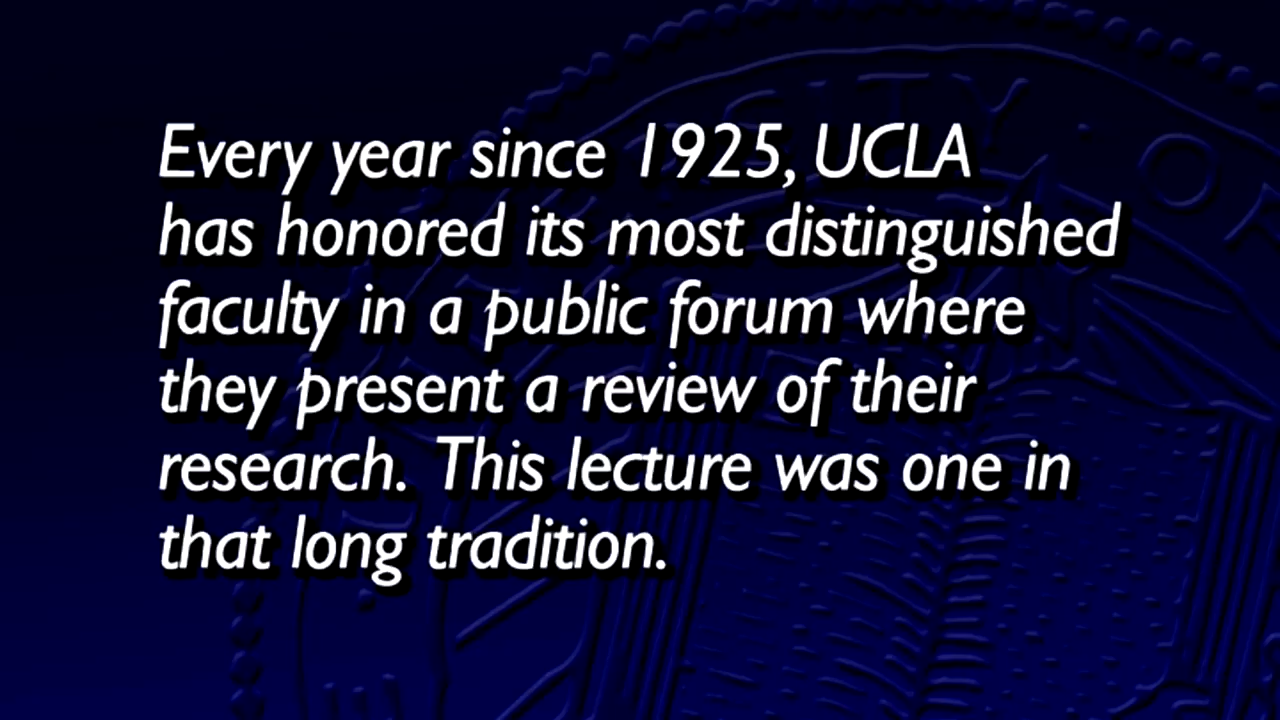 Every year since 1925, UCLA
has honored its most distinguished
faculty in a public forum where
they present a review of their
research. This lecture was one in
that long tradition.